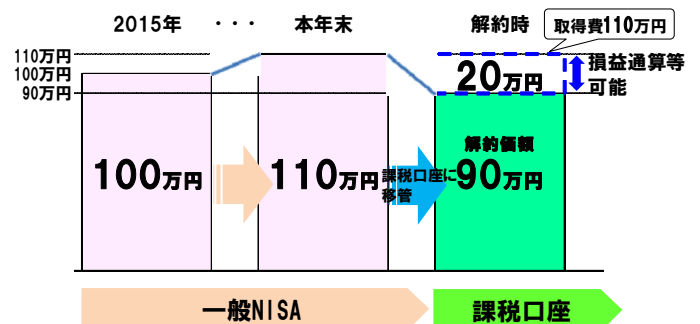 2015年 ・・・ 本年末 解約時
取得費110万円
110万円
100万円
90万円
20万円
損益通算等
可能
100万円
110万円
課税口座に
移管
解約価額
90万円
一般NISA
課税口座